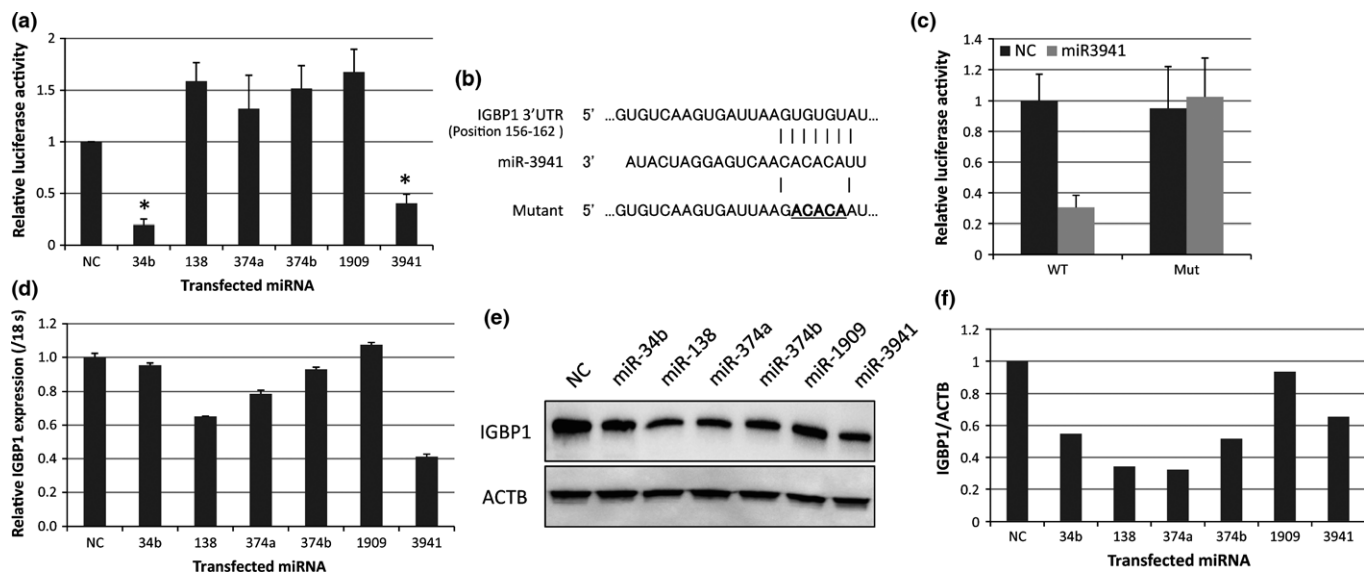 (a)
Relative luciferase activity
2
1.5
1
0.5
0
*
*
NC 34b 138 374a 374b 1909 3941
Transfected miRNA
(b)
IGBP1 3'UTR 5' ...GUGUCAAGUGAUUAAGUGUGUAU...
(Position 156-162 )
miR-3941 3' AUACUAGGAGUCAACACACAUU
Mutant 5' ...GUGUCAAGUGAUUAAGACACAAU...
(c)
Relative luciferase activity
NC miR3941
1.4
1.2
1
0.8
0.6
0.4
0.2
0
WT Mut
(d)
Relative IGBP1 expression (/18 s)
1.2
1.0
0.8
0.6
0.4
0.2
0.0
NC 34b 138 374a 374b 1909 3941
Transfected miRNA
(e)
NC miR-34b miR-138 miR-374a miR-374b miR-1909 miR-3941
IGBP1
ACTB
(f)
IGBP1/ACTB
1.2
1
0.8
0.6
0.4
0.2
0
NC 34b 138 374a 374b 1909 3941
Transfected miRNA